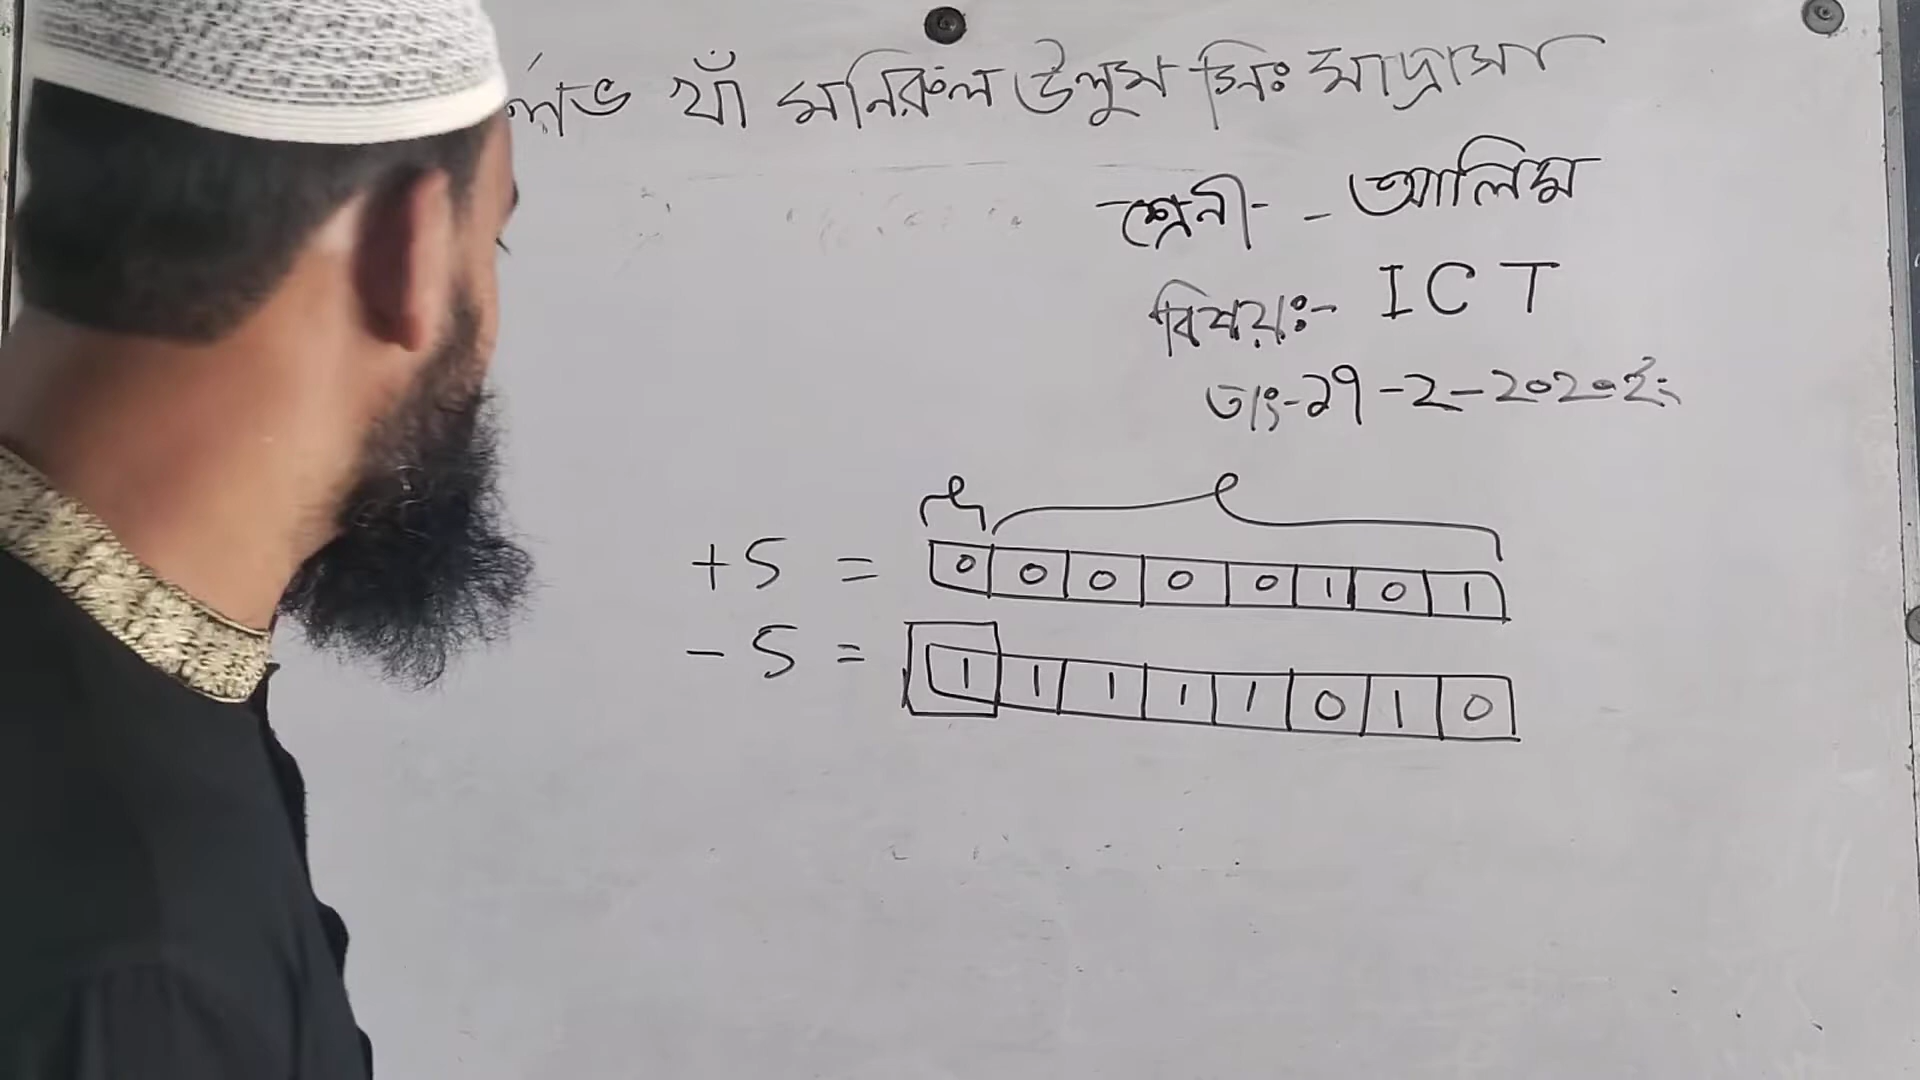 খাঁ মনিরুল উলুম সিঃ মাদ্রাসা
শ্রেনী - আলিম
বিষয়ঃ- ICT
তাং-২৭-২-২০২০ইং
+5 = 0 0 0 0 0 1 0 1
-5 = 1 1 1 1 1 0 1 0